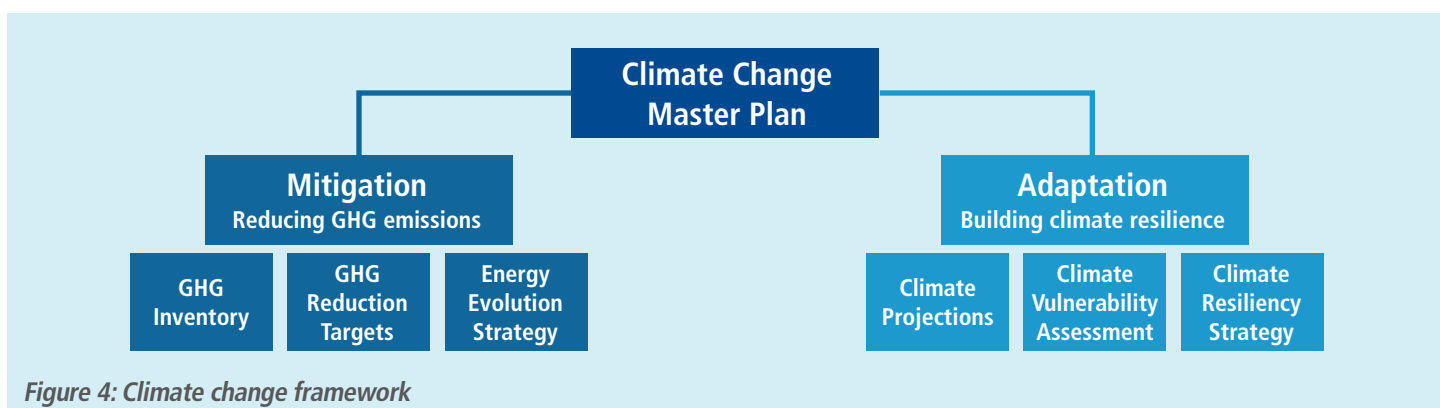 Climate Change
Master Plan
Mitigation
Reducing GHG emissions
GHG
Inventory
GHG
Reduction
Targets
Energy
Evolution
Strategy
Adaptation
Building climate resilience
Climate
Projections
Climate
Vulnerability
Assessment
Climate
Resiliency
Strategy
Figure 4: Climate change framework